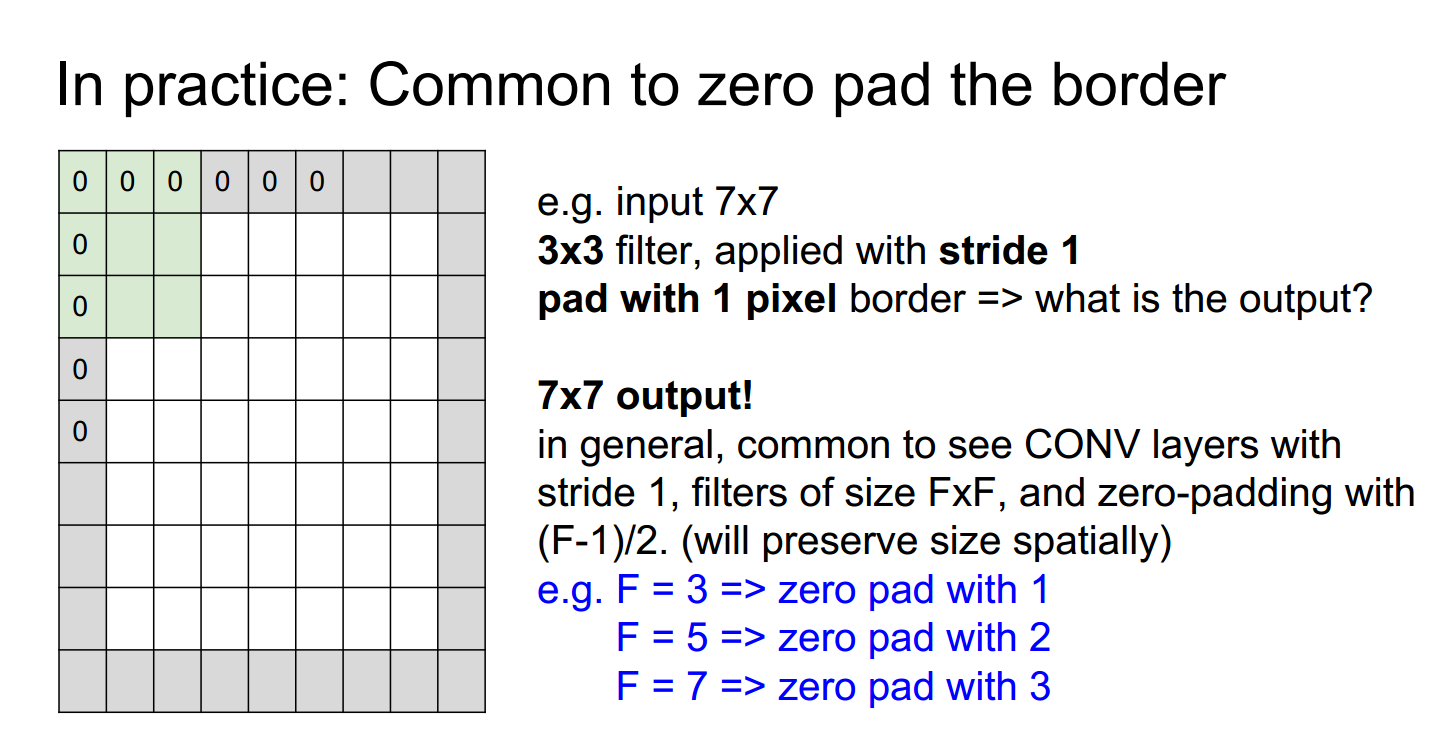 In practice: Common to zero pad the border
0 0 0 0 0 0
0
0
0
0
e.g. input 7x7
3x3 filter, applied with stride 1
pad with 1 pixel border => what is the output?
7x7 output!
in general, common to see CONV layers with
stride 1, filters of size FxF, and zero-padding with
(F-1)/2. (will preserve size spatially)
e.g. F = 3 => zero pad with 1
F = 5 => zero pad with 2
F = 7 => zero pad with 3